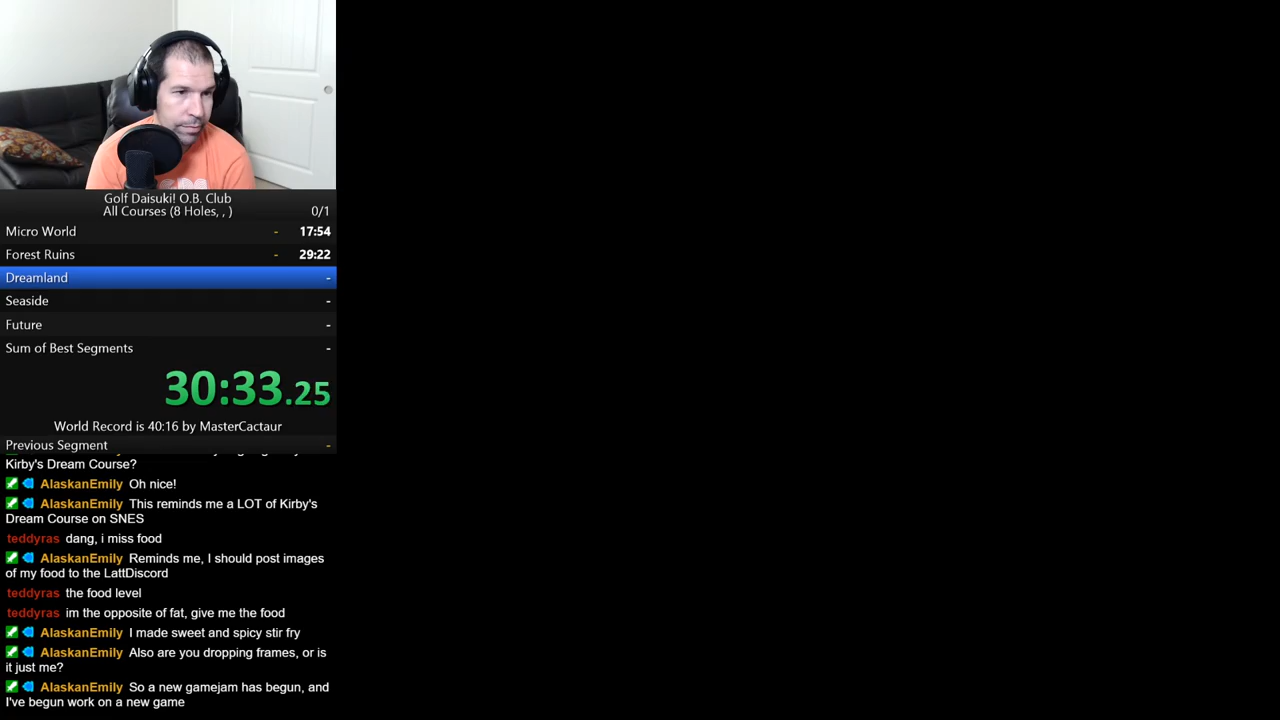 Golf Daisuki! O.B. Club
All Courses (8 Holes, , ) 0/1
Micro World - 17:54
Forest Ruins - 29:22
Dreamland -
Seaside -
Future -
Sum of Best Segments -
30:33.25
World Record is 40:16 by MasterCactaur
Previous Segment -
Kirby's Dream Course?
AlaskanEmily Oh nice!
AlaskanEmily This reminds me a LOT of Kirby's
Dream Course on SNES
teddyras dang, i miss food
AlaskanEmily Reminds me, I should post images
of my food to the LattDiscord
teddyras the food level
teddyras im the opposite of fat, give me the food
AlaskanEmily I made sweet and spicy stir fry
AlaskanEmily Also are you dropping frames, or is
it just me?
AlaskanEmily So a new gamejam has begun, and
I've begun work on a new game